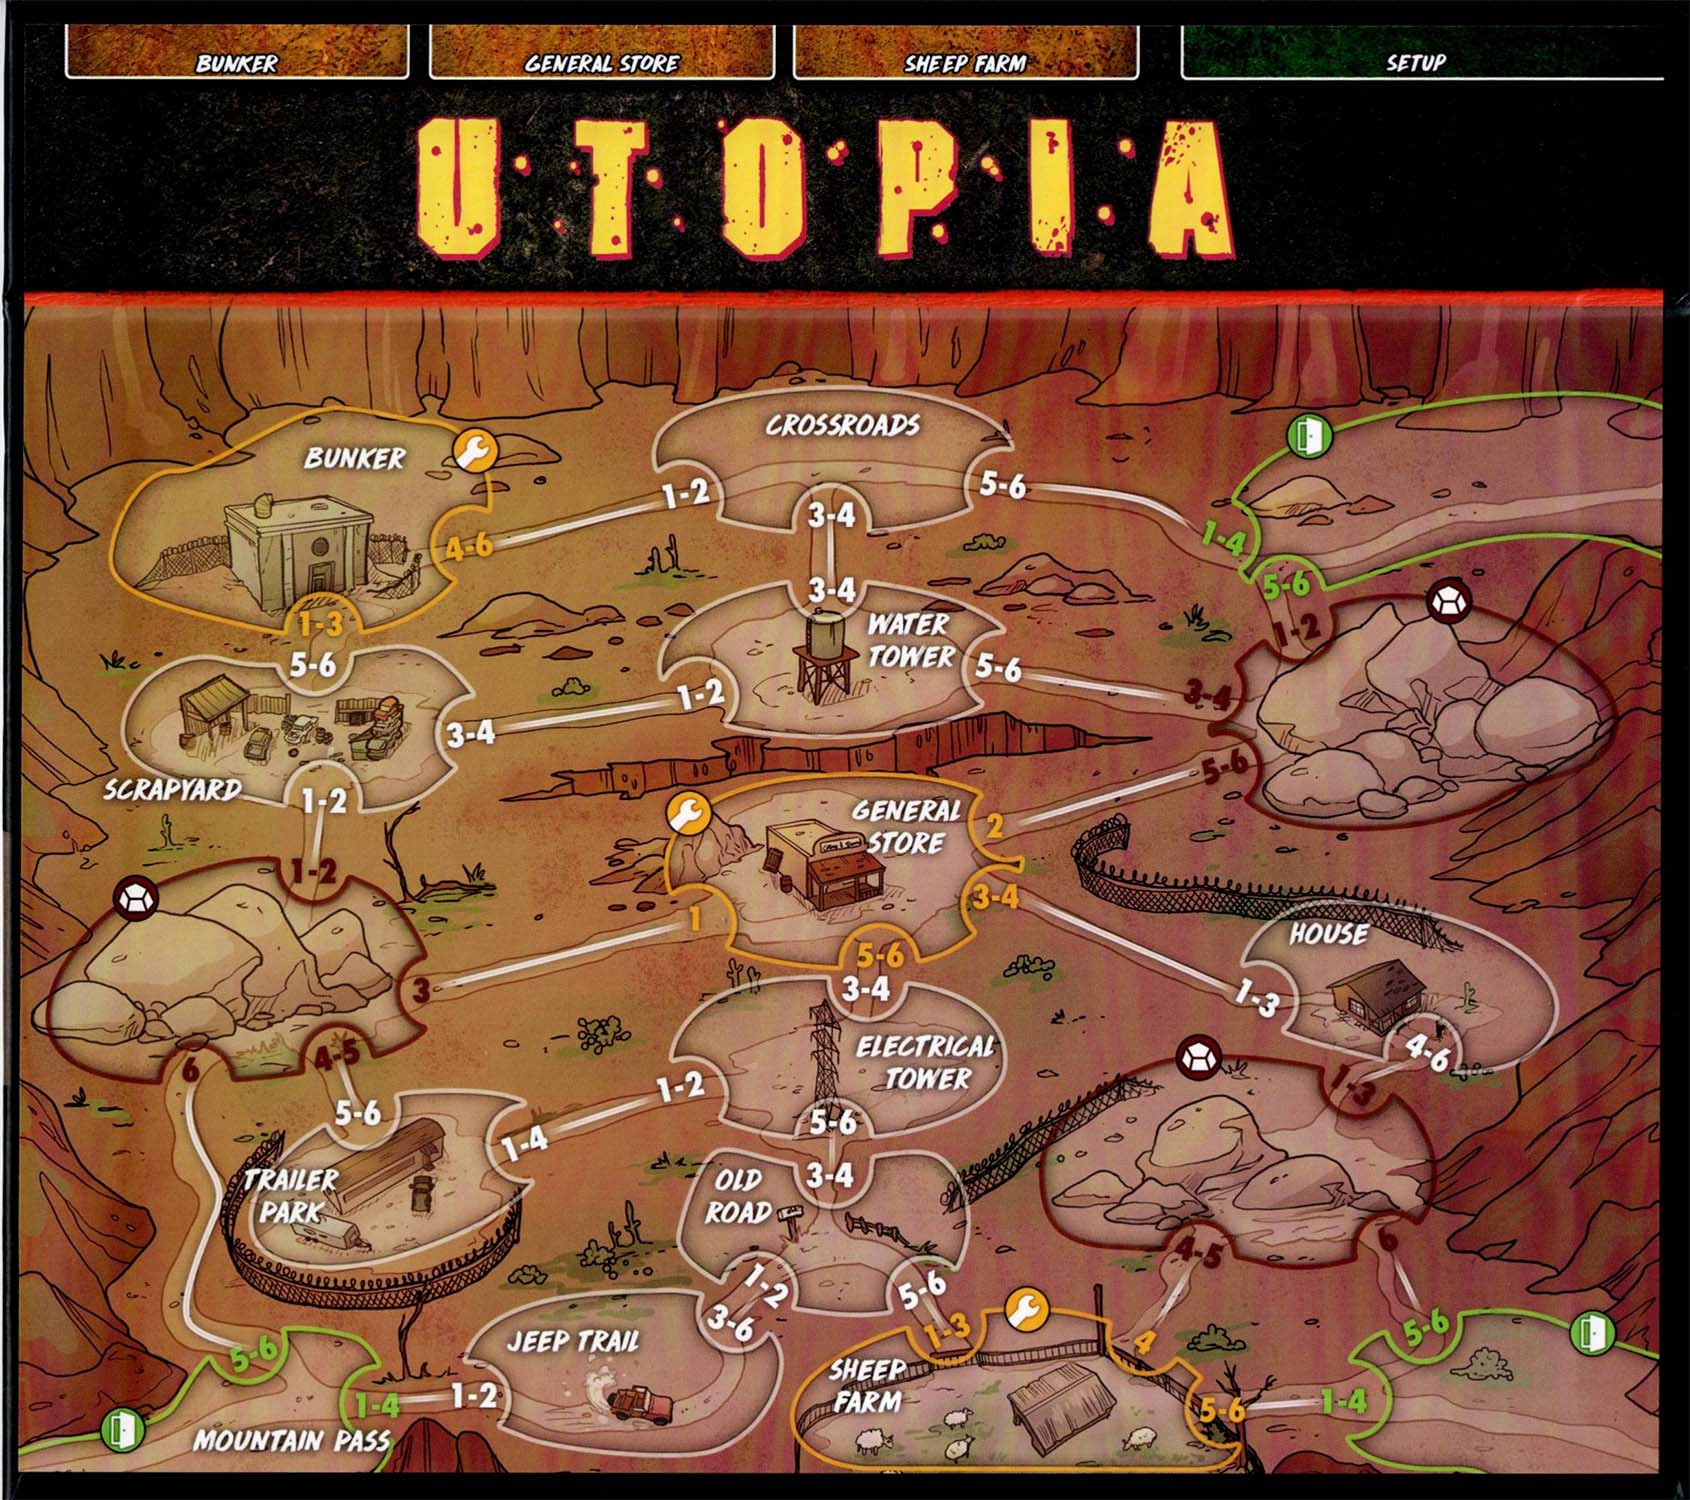 BUNKER
GENERAL STORE
SHEEP FARM
SETUP
UTOPIA
CROSSROADS
BUNKER
1-2
5-6
3-4
4-6
1-4
5-6
3-4
1-3
1-2
WATER
TOWER
5-6
5-6
1-2
3-4
3-4
5-6
SCRAPYARD
1-2
GENERAL
STORE
2
1-2
3-4
1
3
5-6
HOUSE
3-4
1-3
ELECTRICAL
TOWER
4-6
6
4-5
1-2
1-3
5-6
5-6
1-4
TRAILER
PARK
OLD
ROAD
3-4
4-5
6
1-2
5-6
3-6
1-3
4
5-6
5-6
JEEP TRAIL
SHEEP
FARM
1-4
1-2
5-6
1-4
MOUNTAIN PASS